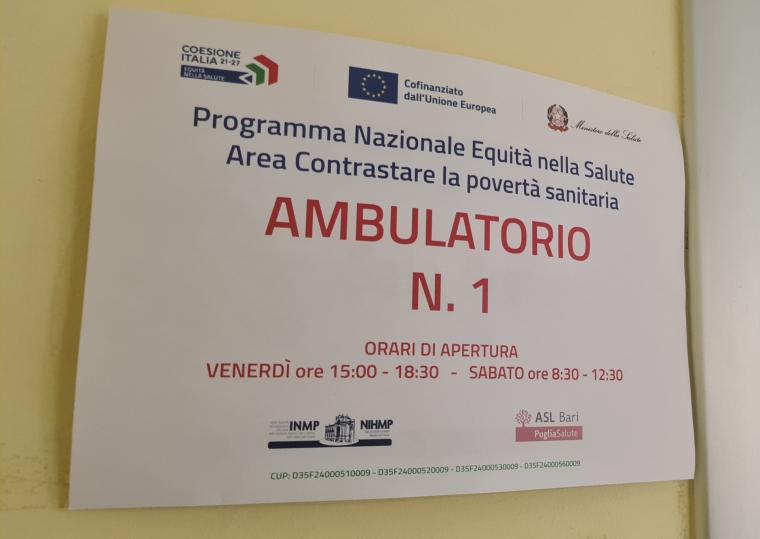 COESIONE
ITALIA 21-27
EQUITÀ
NELLA SALUTE
Cofinanziato
dall'Unione Europea
Ministero della Salute
Programma Nazionale Equità nella Salute
Area Contrastare la povertà sanitaria
AMBULATORIO
N. 1
ORARI DI APERTURA
VENERDÌ ore 15:00 - 18:30 - SABATO ore 8:30 - 12:30
INMP NIHMP
ASL Bari
PugliaSalute
CUP: D35F24000510009 - D35F24000520009 - D35F24000530009 - D35F24000560009